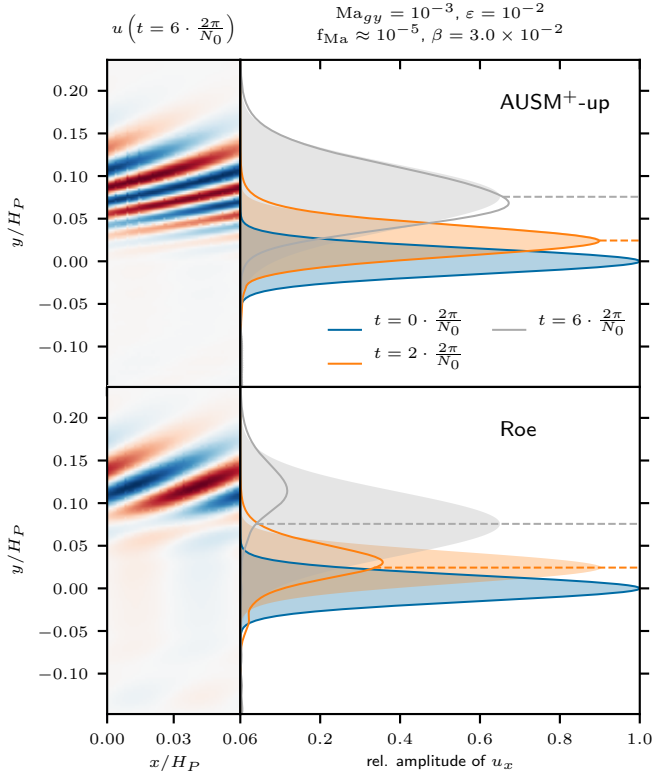 u (t = 6 · 2π/N₀)
Ma_gy = 10⁻³, ε = 10⁻²
f_Ma ≈ 10⁻⁵, β = 3.0 × 10⁻²
AUSM⁺-up
0.20
0.15
0.10
0.05
0.00
−0.05
−0.10
y/H_P
t = 0 · 2π/N₀
t = 2 · 2π/N₀
t = 6 · 2π/N₀
Roe
0.20
0.15
0.10
0.05
0.00
−0.05
−0.10
y/H_P
0.00 0.03 0.06 0.2 0.4 0.6 0.8 1.0
x/H_P
rel. amplitude of u_x